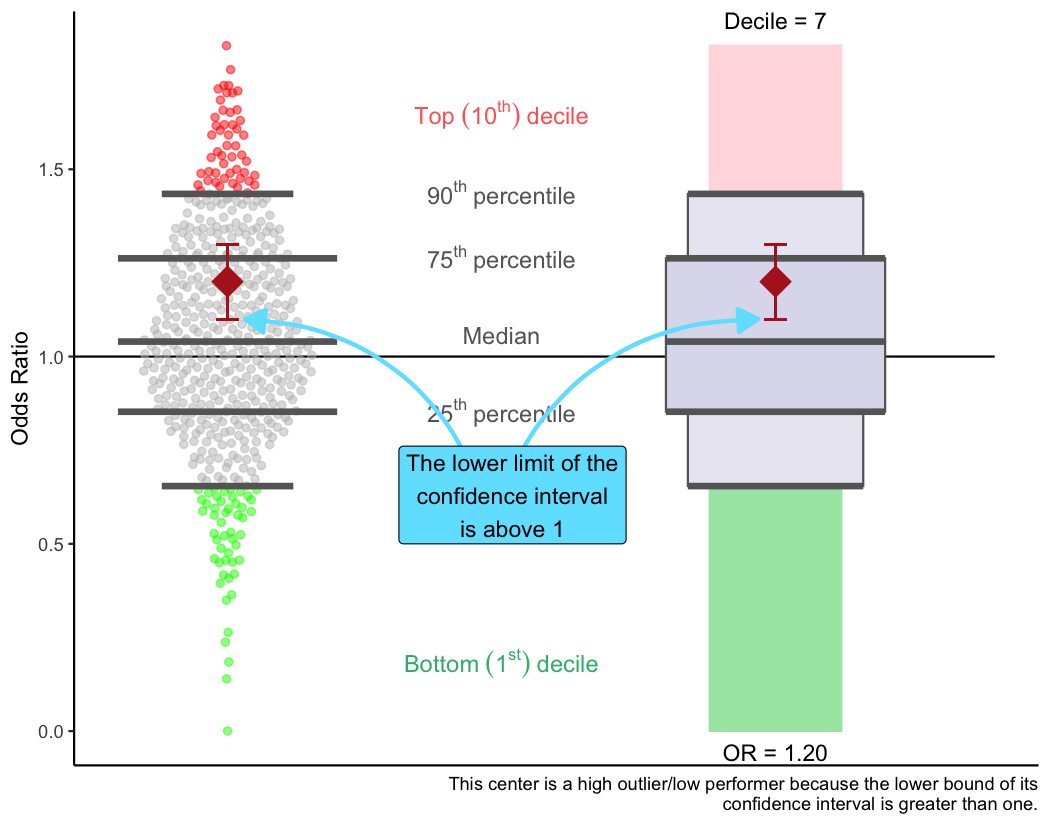 Decile = 7
Top (10th) decile
90th percentile
75th percentile
Median
25th percentile
The lower limit of the
confidence interval
is above 1
Bottom (1st) decile
OR = 1.20
Odds Ratio
1.5
1.0
0.5
0.0
This center is a high outlier/low performer because the lower bound of its
confidence interval is greater than one.